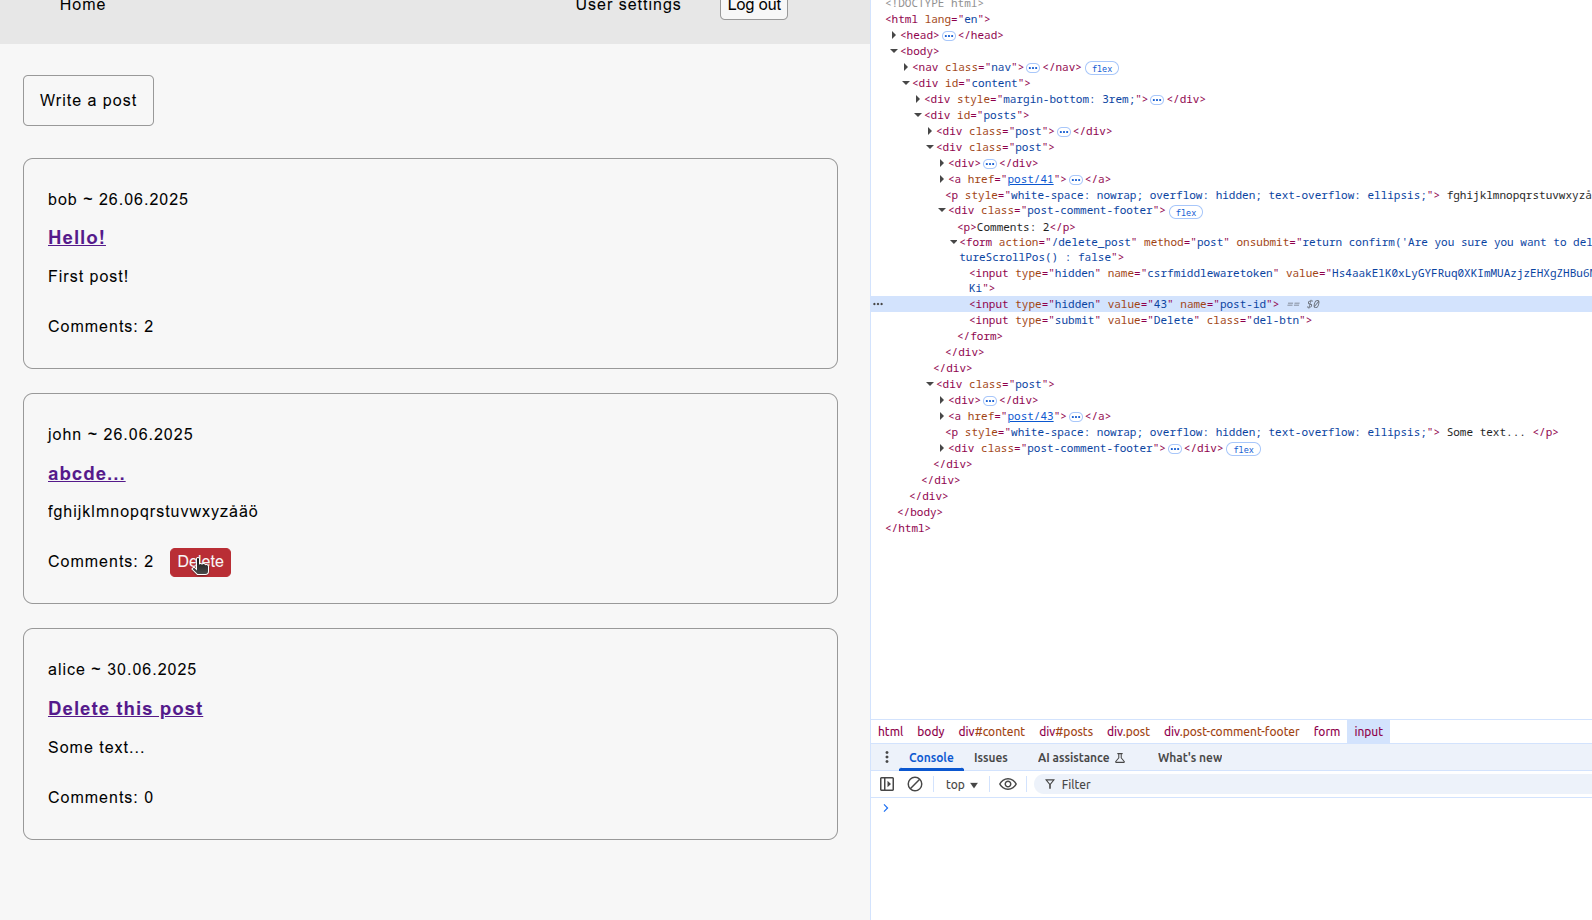 Home
User settings
Log out
Write a post
bob ~ 26.06.2025
Hello!
First post!
Comments: 2
john ~ 26.06.2025
abcde...
fghijklmnopqrstuvwxyzåäö
Comments: 2
Delete
alice ~ 30.06.2025
Delete this post
Some text...
Comments: 0
<!DOCTYPE html>
<html lang="en">
<head> ... </head>
<body>
<nav class="nav"> ... </nav> flex
<div id="content">
<div style="margin-bottom: 3rem;"> ... </div>
<div id="posts">
<div class="post"> ... </div>
<div class="post">
<div> ... </div>
<a href="post/41"> ... </a>
<p style="white-space: nowrap; overflow: hidden; text-overflow: ellipsis;"> fghijklmnopqrstuvwxyzå
<div class="post-comment-footer"> flex
<p>Comments: 2</p>
<form action="/delete_post" method="post" onsubmit="return confirm('Are you sure you want to del
tureScrollPos() : false">
<input type="hidden" name="csrfmiddlewaretoken" value=
Ki">
... <input type="hidden" value="43" name="post-id"> == $0
<input type="submit" value="Delete" class="del-btn">
</form>
</div>
</div>
<div class="post">
<div> ... </div>
<a href="post/43"> ... </a>
<p style="white-space: nowrap; overflow: hidden; text-overflow: ellipsis;"> Some text... </p>
<div class="post-comment-footer"> ... </div> flex
</div>
</div>
</div>
</body>
</html>
html body div#content div#posts div.post div.post-comment-footer form input
Console Issues AI assistance What's new
top Filter